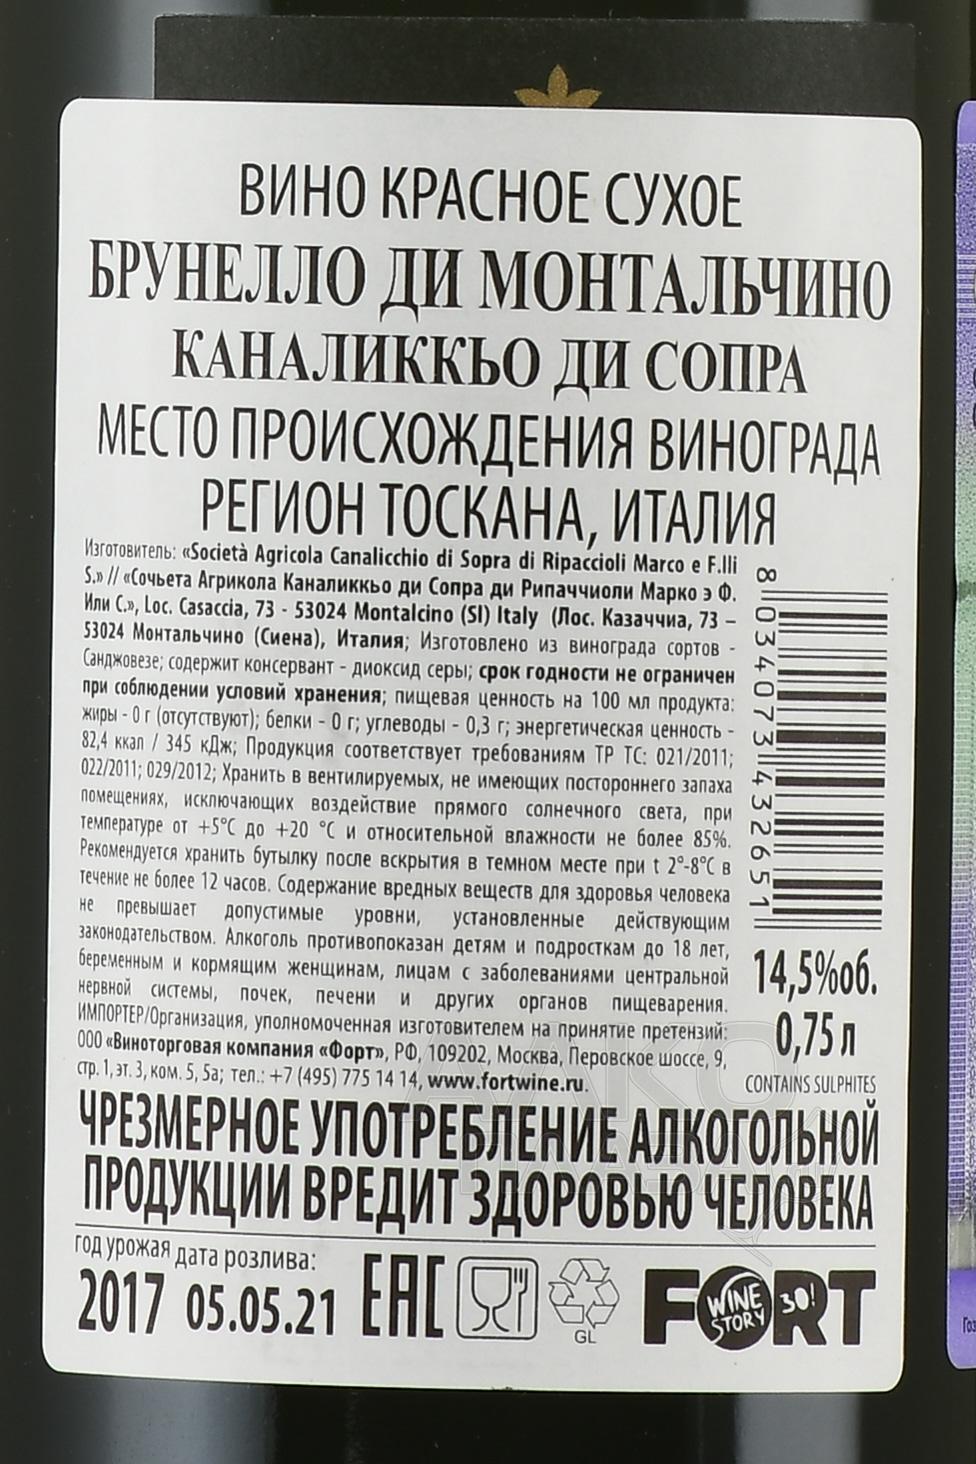 ВИНО КРАСНОЕ СУХОЕ
БРУНЕЛЛО ДИ МОНТАЛЬЧИНО
КАНАЛИККЬО ДИ СОПРА
МЕСТО ПРОИСХОЖДЕНИЯ ВИНОГРАДА
РЕГИОН ТОСКАНА, ИТАЛИЯ
Изготовитель: «Società Agricola Canalicchio di Sopra di Ripaccioli Marco e F.lli
S.» // «Сочьета Агрикола Каналиккьо ди Сопра ди Рипаччиоли Марко э Ф.
Или С.», Loc. Casaccia, 73 - 53024 Montalcino (SI) Italy (Лос. Казаччиа, 73 –
53024 Монтальчино (Сиена), Италия; Изготовлено из винограда сортов -
Санджовезе; содержит консервант - диоксид серы; срок годности не ограничен
при соблюдении условий хранения; пищевая ценность на 100 мл продукта:
жиры - 0 г (отсутствуют); белки - 0 г; углеводы - 0,3 г; энергетическая ценность -
82,4 ккал / 345 кДж; Продукция соответствует требованиям ТР ТС: 021/2011;
022/2011; 029/2012; Хранить в вентилируемых, не имеющих постороннего запаха
помещениях, исключающих воздействие прямого солнечного света, при
температуре от +5°С до +20 °С и относительной влажности не более 85%.
Рекомендуется хранить бутылку после вскрытия в темном месте при t 2°-8°С в
течение не более 12 часов. Содержание вредных веществ для здоровья человека
не превышает допустимые уровни, установленные действующим
законодательством. Алкоголь противопоказан детям и подросткам до 18 лет,
беременным и кормящим женщинам, лицам с заболеваниями центральной
нервной системы, почек, печени и других органов пищеварения.
ИМПОРТЕР/Организация, уполномоченная изготовителем на принятие претензий:
ООО «Виноторговая компания «Форт», РФ, 109202, Москва, Перовское шоссе, 9,
стр. 1, эт. 3, ком. 5, 5а; тел.: +7 (495) 775 14 14, www.fortwine.ru.
8 034073 432651
14,5%об.
0,75 л
CONTAINS SULPHITES
ЧРЕЗМЕРНОЕ УПОТРЕБЛЕНИЕ АЛКОГОЛЬНОЙ
ПРОДУКЦИИ ВРЕДИТ ЗДОРОВЬЮ ЧЕЛОВЕКА
год урожая дата розлива:
2017 05.05.21
EAC
GL
FORT
WINE
STORY
30!